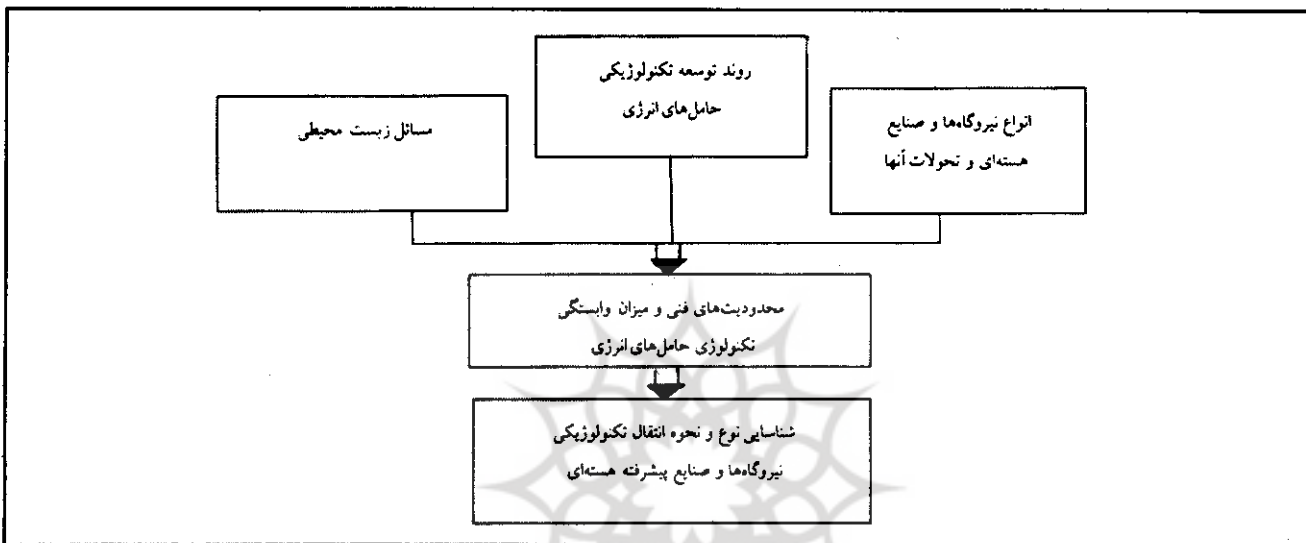 روند توسعه تکنولوژیکی
حامل‌های انرژی
انواع نیروگاه‌ها و صنایع
هسته‌ای و تحولات آنها
مسائل زیست محیطی
محدودیت‌های فنی و میزان وابستگی
تکنولوژی حامل‌های انرژی
شناسایی نوع و نحوه انتقال تکنولوژیکی
نیروگاه‌ها و صنایع پیشرفته هسته‌ای